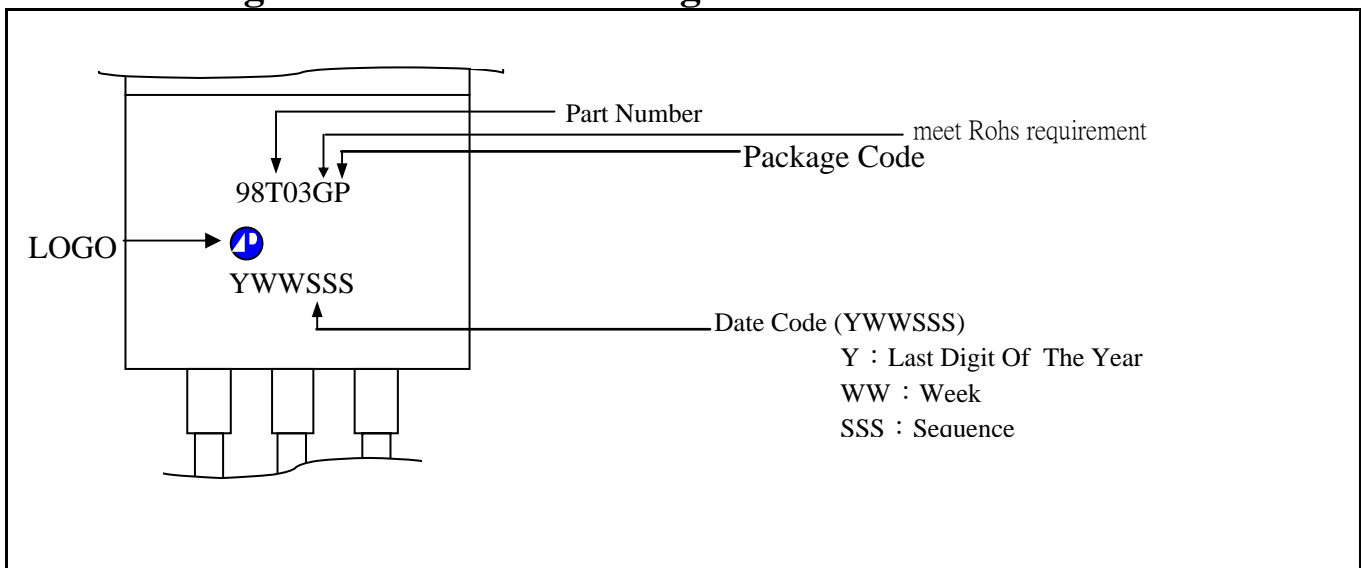 Part Number
meet Rohs requirement
Package Code
98T03GP
LOGO
YWWSSS
Date Code (YWWSSS)
Y：Last Digit Of The Year
WW：Week
SSS：Sequence